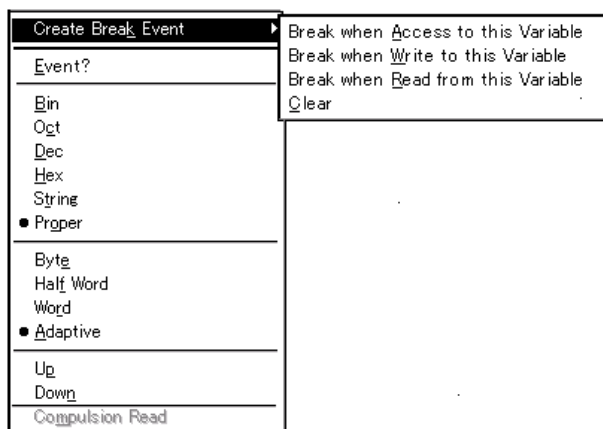 Create Break Event
Event?
Bin
Oct
Dec
Hex
String
Proper
Byte
Half Word
Word
Adaptive
Up
Down
Compulsion Read
Break when Access to this Variable
Break when Write to this Variable
Break when Read from this Variable
Clear